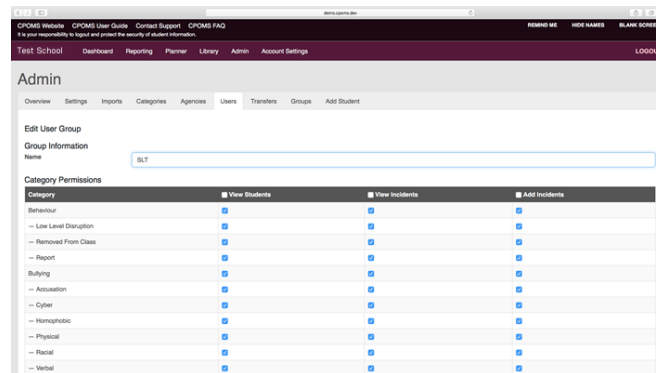 demo.cpoms.dev
CPOMS Website CPOMS User Guide Contact Support CPOMS FAQ REMIND ME HIDE NAMES BLANK SCREE
It is your responsibility to logout and protect the security of student information.
Test School Dashboard Reporting Planner Library Admin Account Settings LOGOU
Admin
Overview Settings Imports Categories Agencies Users Transfers Groups Add Student
Edit User Group
Group Information
Name SLT
Category Permissions
Category View Students View Incidents Add Incidents
Behaviour
— Low Level Disruption
— Removed From Class
— Report
Bullying
— Accusation
— Cyber
— Homophobic
— Physical
— Racial
— Verbal